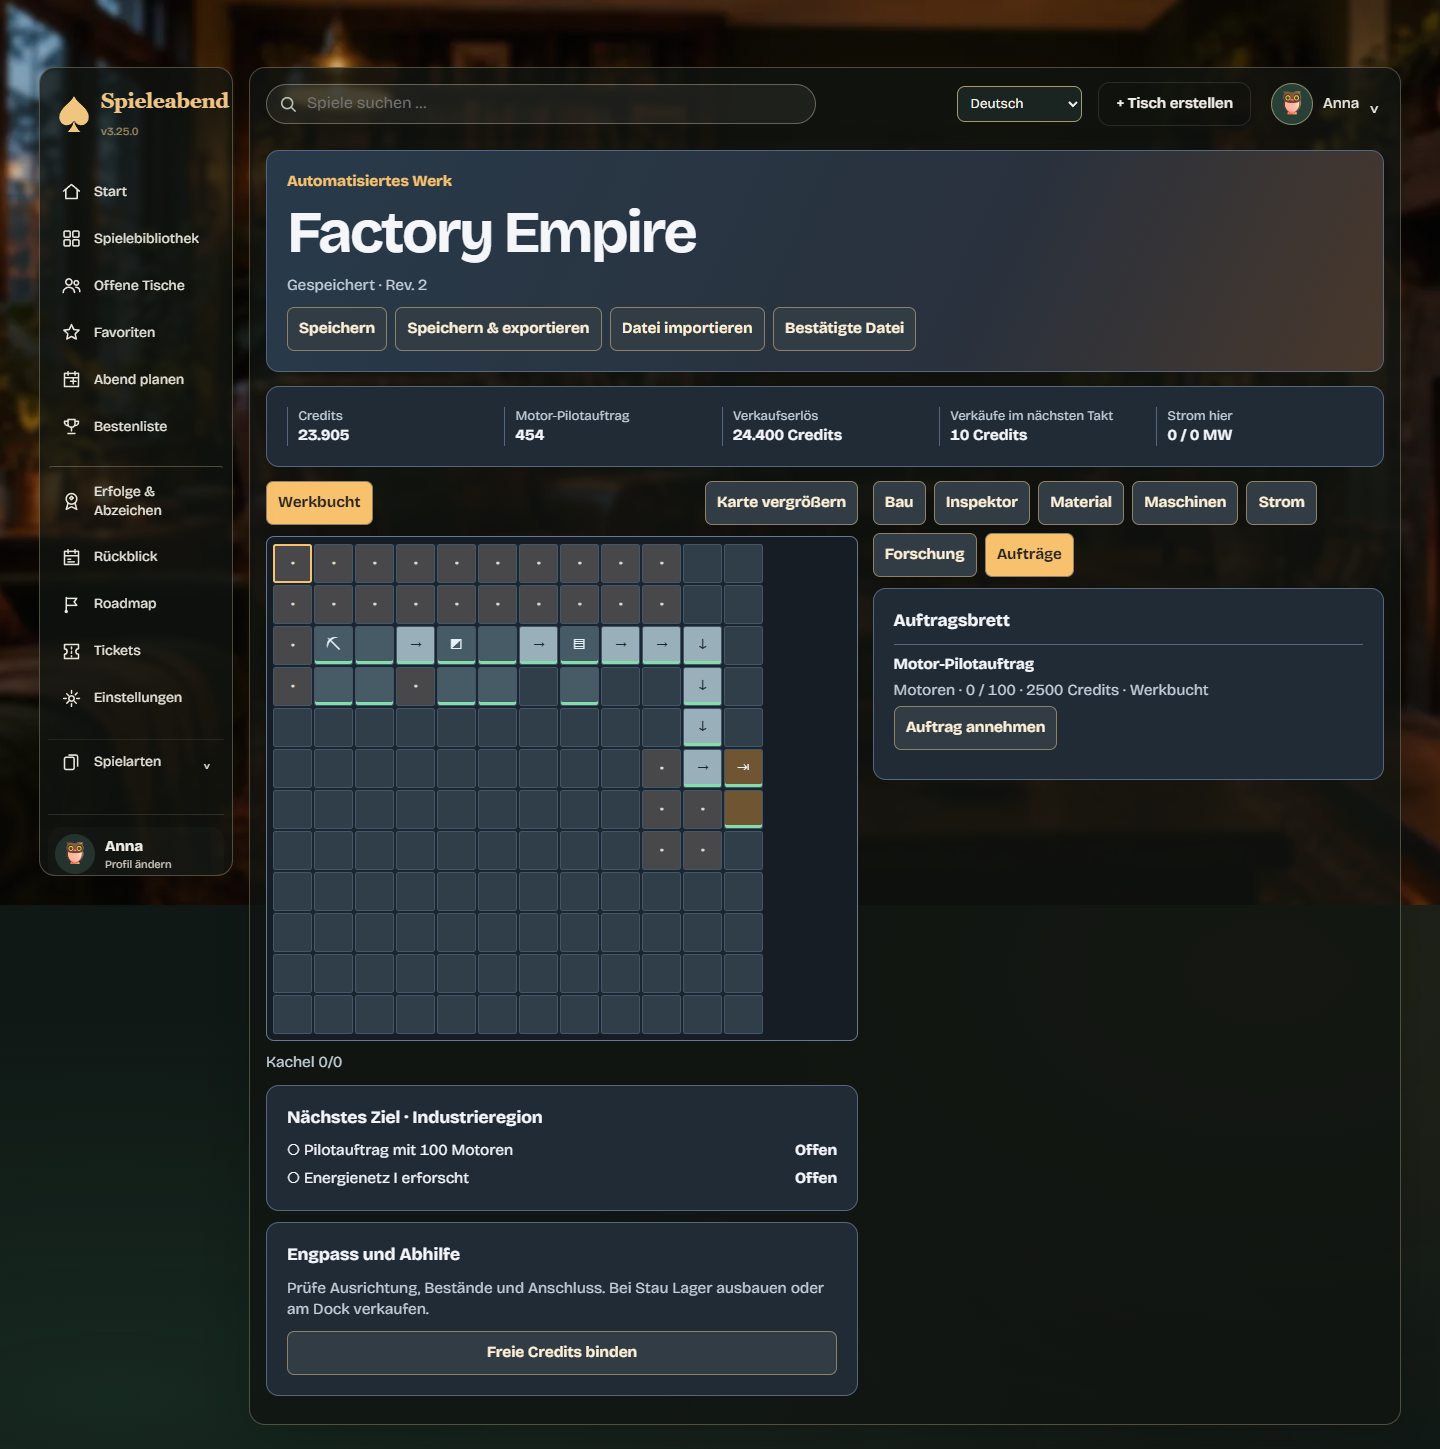 Spieleabend
v3.25.0
Start
Spielebibliothek
Offene Tische
Favoriten
Abend planen
Bestenliste
Erfolge &
Abzeichen
Rückblick
Roadmap
Tickets
Einstellungen
Spielarten
Anna
Profil ändern
Spiele suchen ...
Deutsch
+ Tisch erstellen
Anna
Automatisiertes Werk
Factory Empire
Gespeichert · Rev. 2
Speichern
Speichern & exportieren
Datei importieren
Bestätigte Datei
Credits
23.905
Motor-Pilotauftrag
454
Verkaufserlös
24.400 Credits
Verkäufe im nächsten Takt
10 Credits
Strom hier
0 / 0 MW
Werkbucht
Karte vergrößern
Kachel 0/0
Nächstes Ziel · Industrieregion
Pilotauftrag mit 100 Motoren Offen
Energienetz I erforscht Offen
Engpass und Abhilfe
Prüfe Ausrichtung, Bestände und Anschluss. Bei Stau Lager ausbauen oder
am Dock verkaufen.
Freie Credits binden
Bau
Inspektor
Material
Maschinen
Strom
Forschung
Aufträge
Auftragsbrett
Motor-Pilotauftrag
Motoren · 0 / 100 · 2500 Credits · Werkbucht
Auftrag annehmen